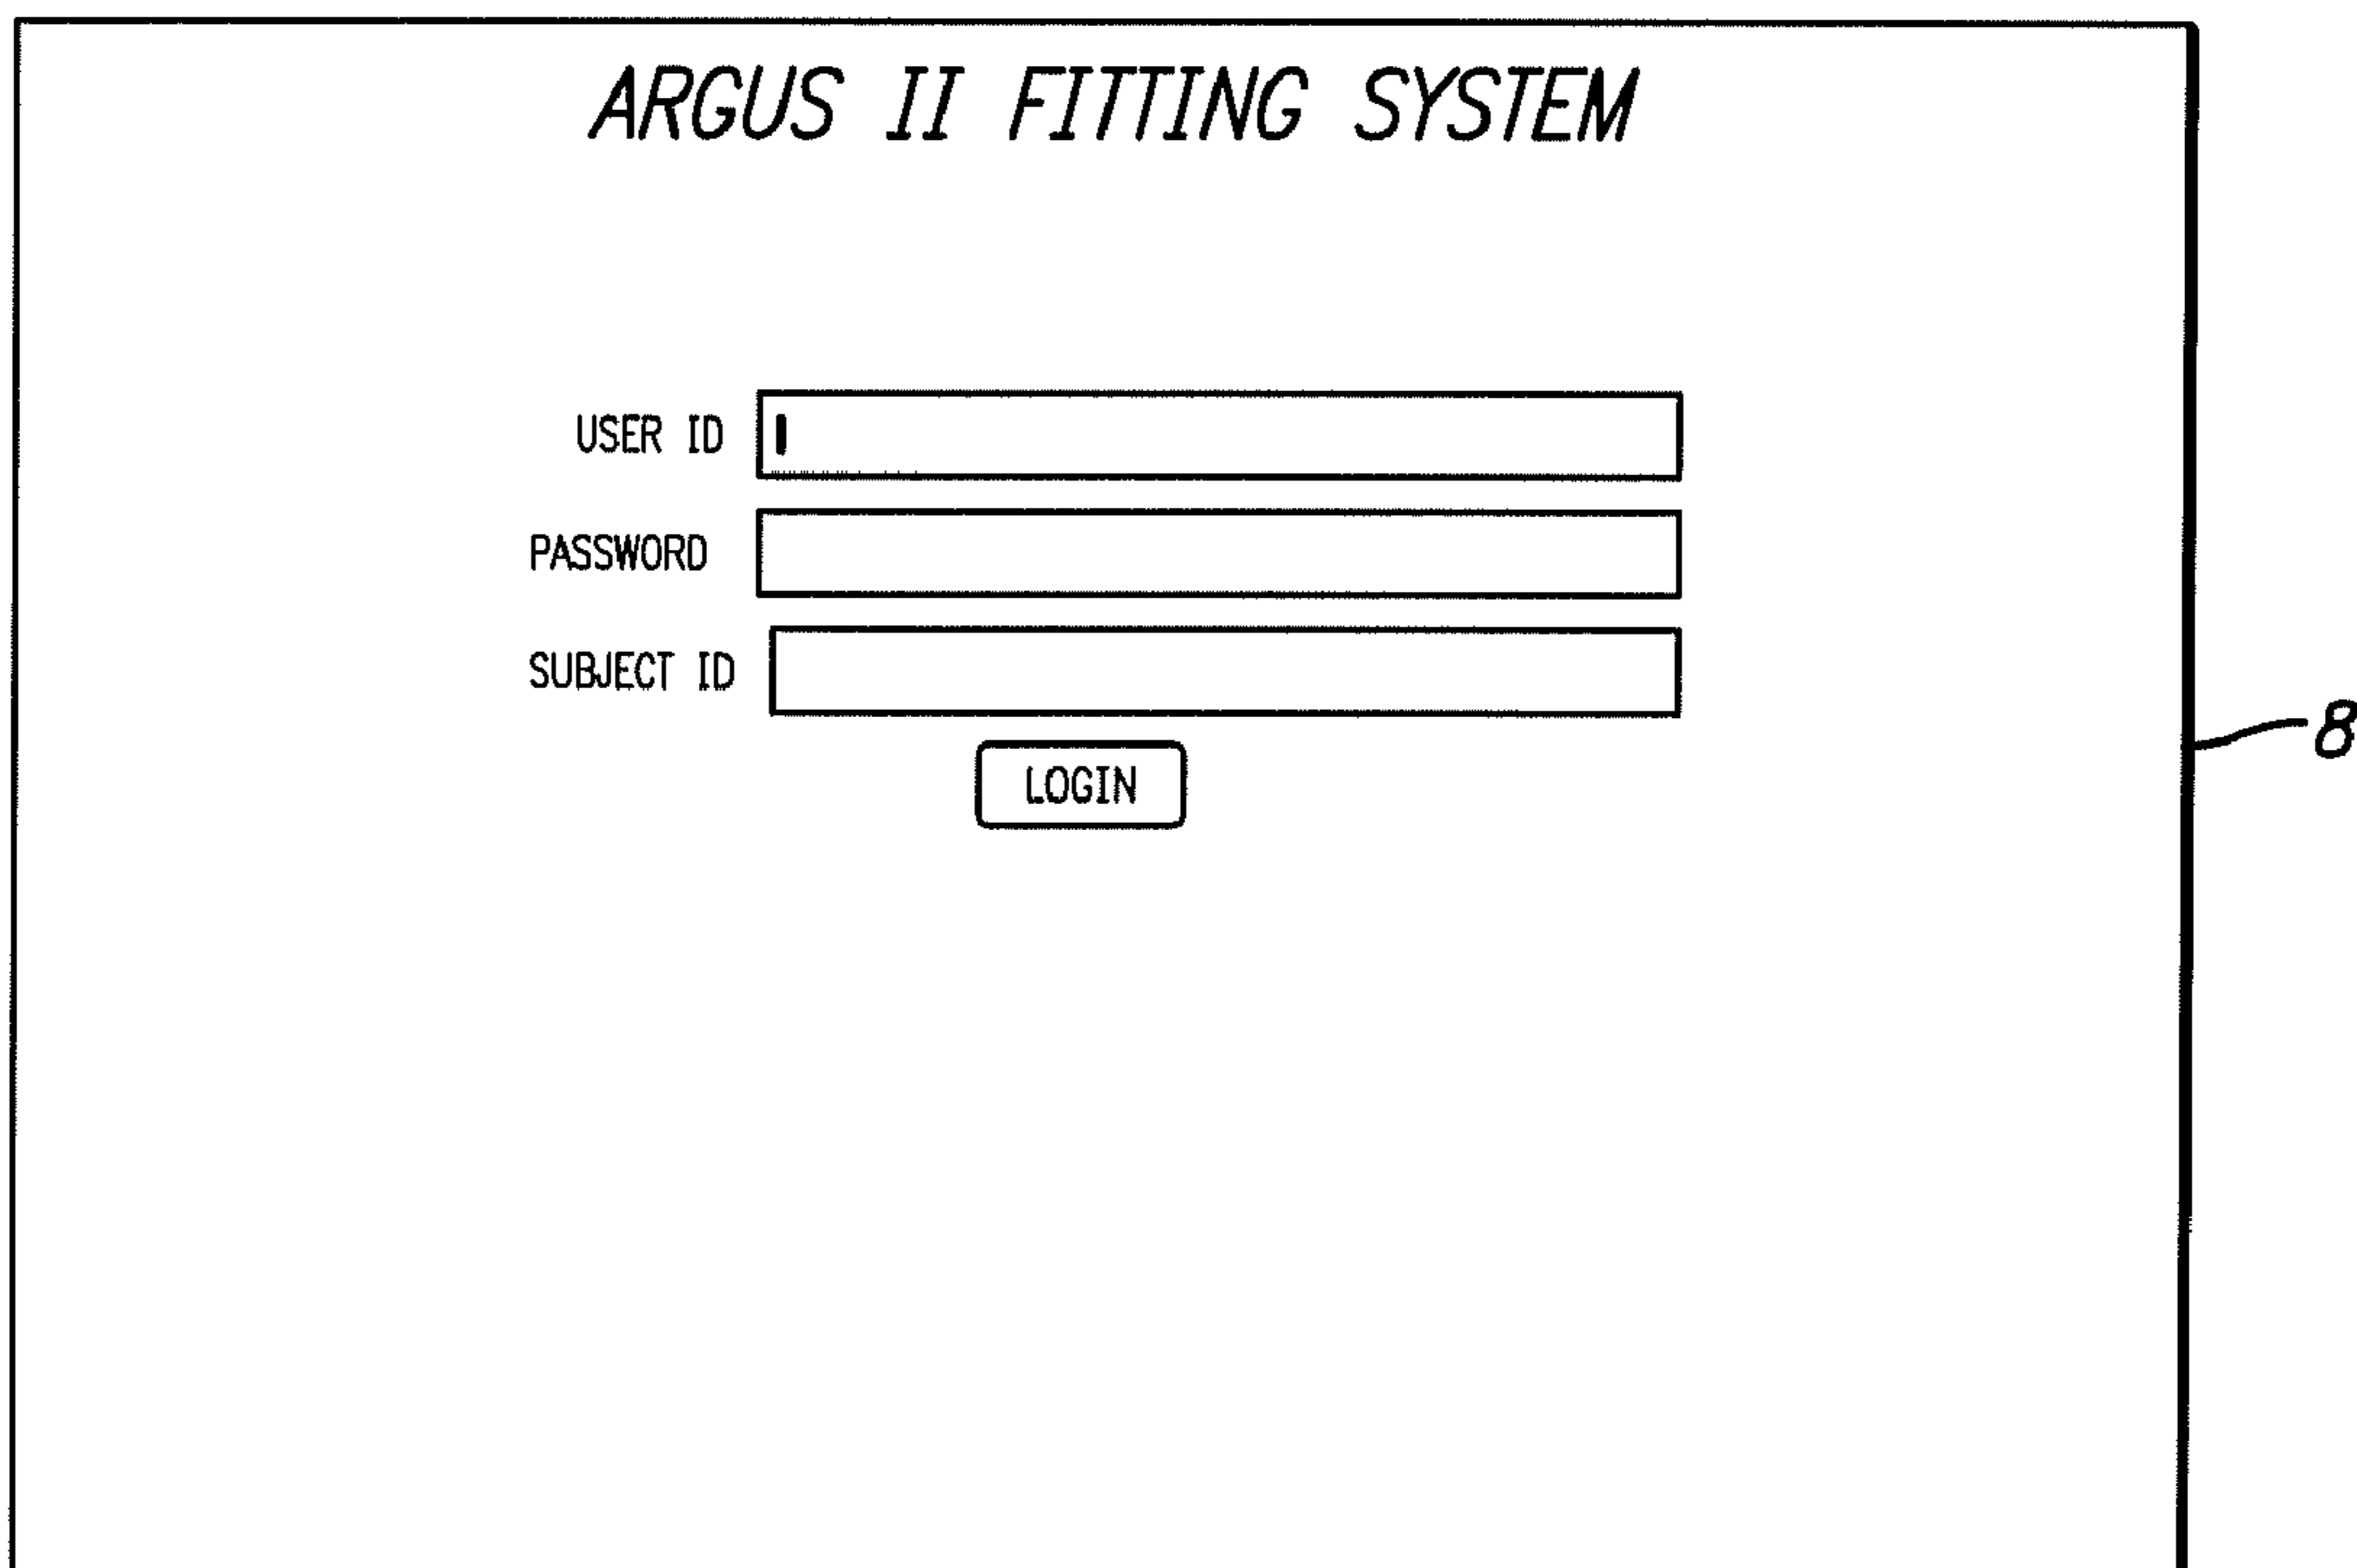 ARGUS II FITTING SYSTEM
USER ID
PASSWORD
SUBJECT ID
8
LOGIN